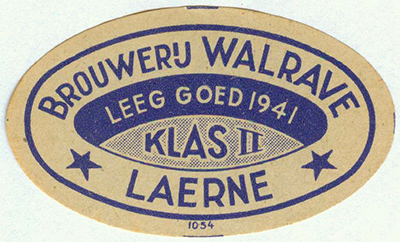 BROUWERIJ WALRAVE
LEEG GOED 1941
KLAS II
LAERNE
1054